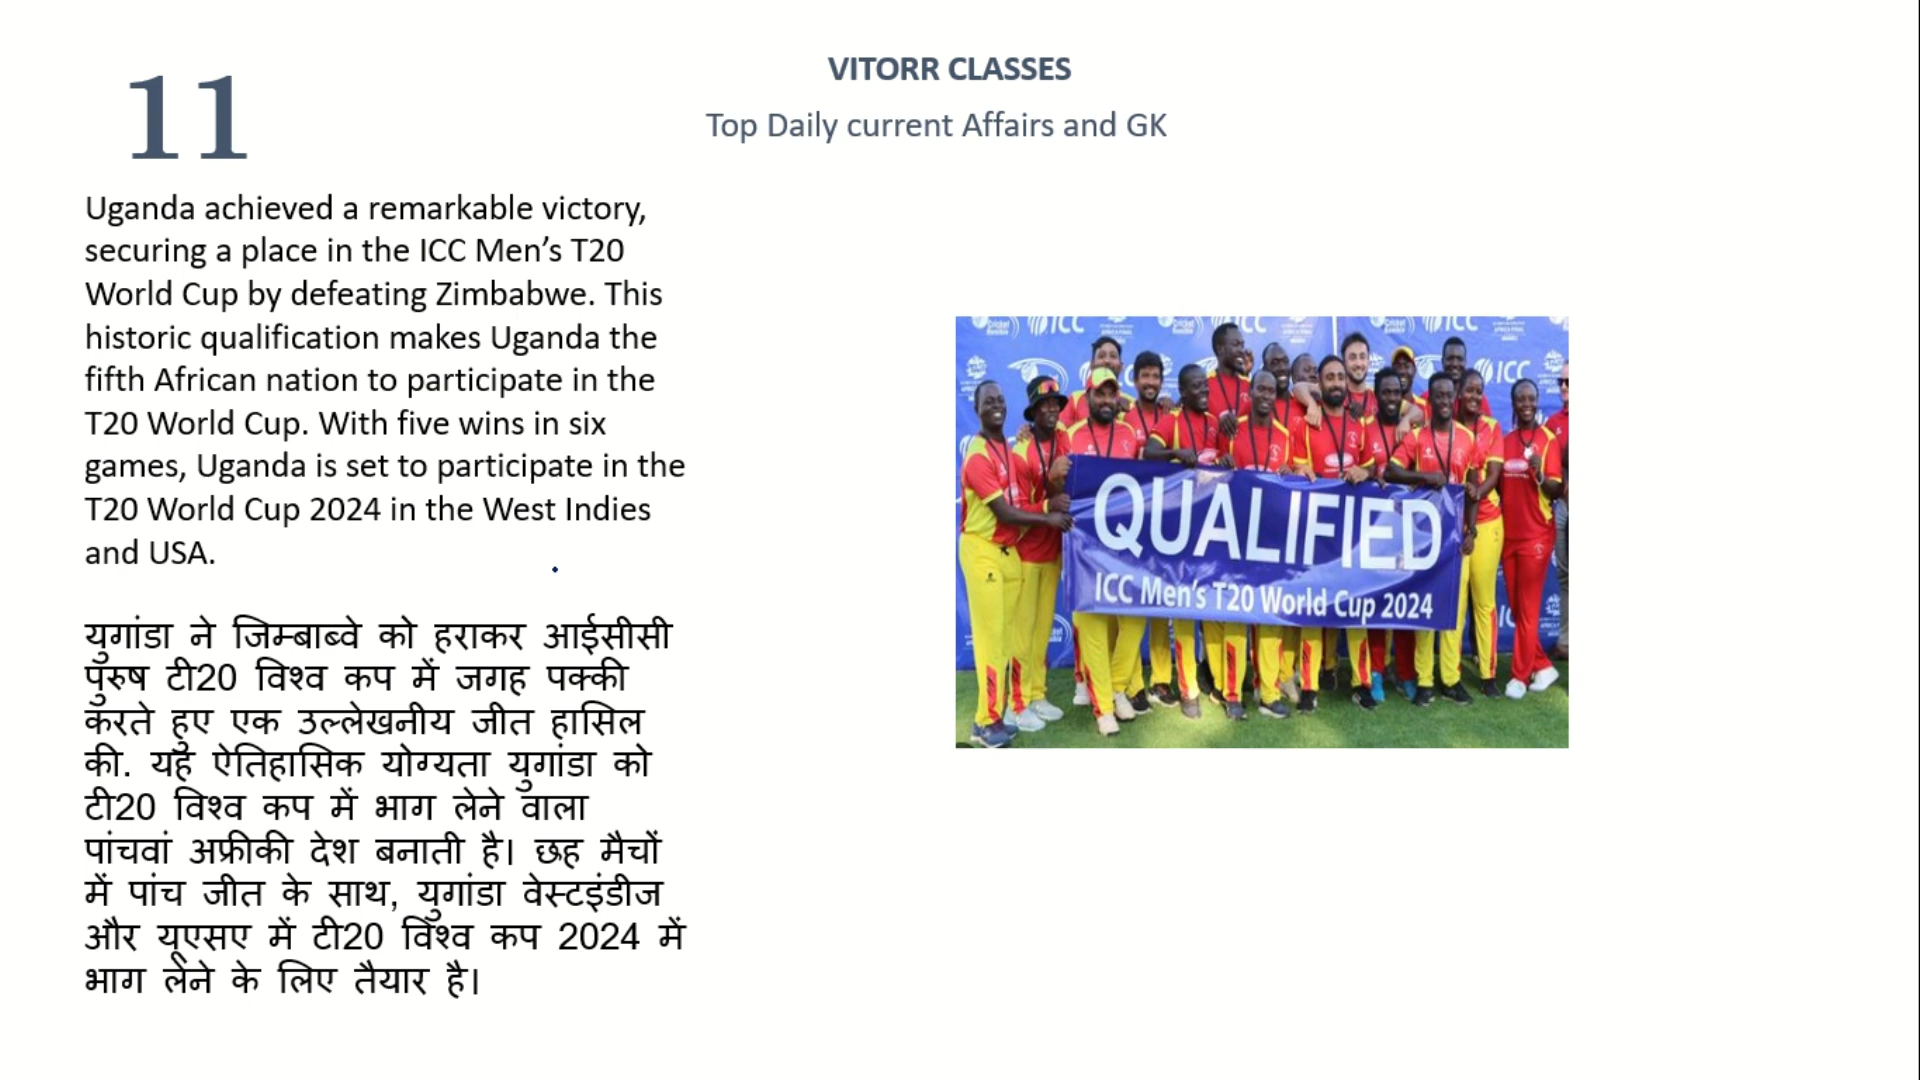 11
VITORR CLASSES
Top Daily current Affairs and GK
Uganda achieved a remarkable victory,
securing a place in the ICC Men’s T20
World Cup by defeating Zimbabwe. This
historic qualification makes Uganda the
fifth African nation to participate in the
T20 World Cup. With five wins in six
games, Uganda is set to participate in the
T20 World Cup 2024 in the West Indies
and USA.
युगांडा ने जिम्बाब्वे को हराकर आईसीसी
पुरुष टी20 विश्व कप में जगह पक्की
करते हुए एक उल्लेखनीय जीत हासिल
की. यह ऐतिहासिक योग्यता युगांडा को
टी20 विश्व कप में भाग लेने वाला
पांचवां अफ्रीकी देश बनाती है। छह मैचों
में पांच जीत के साथ, युगांडा वेस्टइंडीज
और यूएसए में टी20 विश्व कप 2024 में
भाग लेने के लिए तैयार है।
ICC
ICC
ICC
ICC
QUALIFIED
ICC Men's T20 World Cup 2024